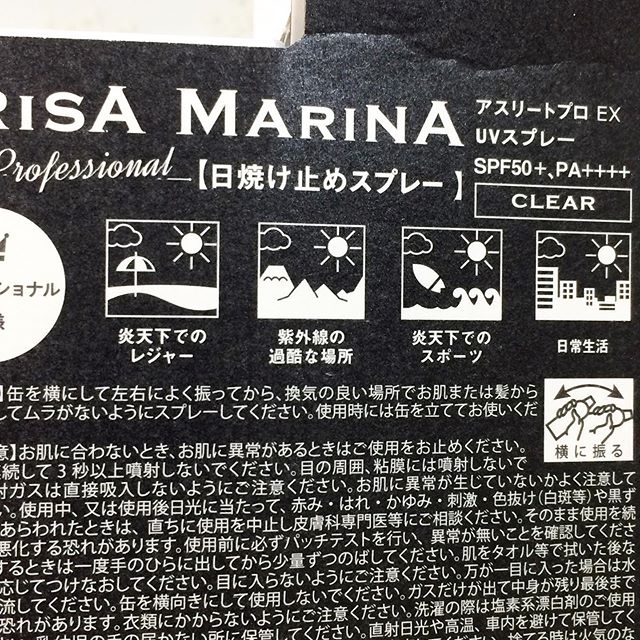 RISA MARINA
Professional
【日焼け止めスプレー】
アスリートプロ EX
UVスプレー
SPF50+、PA++++
CLEAR
ショナル
様
炎天下での
レジャー
紫外線の
過酷な場所
炎天下での
スポーツ
日常生活
】缶を横にして左右によく振ってから、換気の良い場所でお肌または髪から
してムラがないようにスプレーしてください。使用時には缶を立ててお使いくだ
横に振る
意】お肌に合わないとき、お肌に異常があるときはご使用をお止めください。
続して3秒以上噴射しないでください。目の周囲、粘膜には噴射しないで
射ガスは直接吸入しないようにご注意ください。お肌に異常が生じていないかよく注意して
い。使用中、又は使用後日光に当たって、赤み・はれ・かゆみ・刺激・色抜け(白斑等)や黒ず
あらわれたときは、直ちに使用を中止し皮膚科専門医等にご相談ください。そのまま使用を続
悪化する恐れがあります。使用前に必ずパッチテストを行い、異常が無いことを確認してくださ
するときは一度手のひらに出してから少量ずつのばしてください。肌をタオル等で拭いた後な
応じてつけなおしてください。目に入らないようにご注意ください。万が一目に入った場合は水
流してください。缶を横向きにして使用しないでください。ガスだけが出て中身が残り最後まで
恐れがあります。衣類にかからないようにご注意ください。洗濯の際は塩素系漂白剤のご使用
児の手の届かない所に保管してください。直射日光や高温、車内を避けて保管して